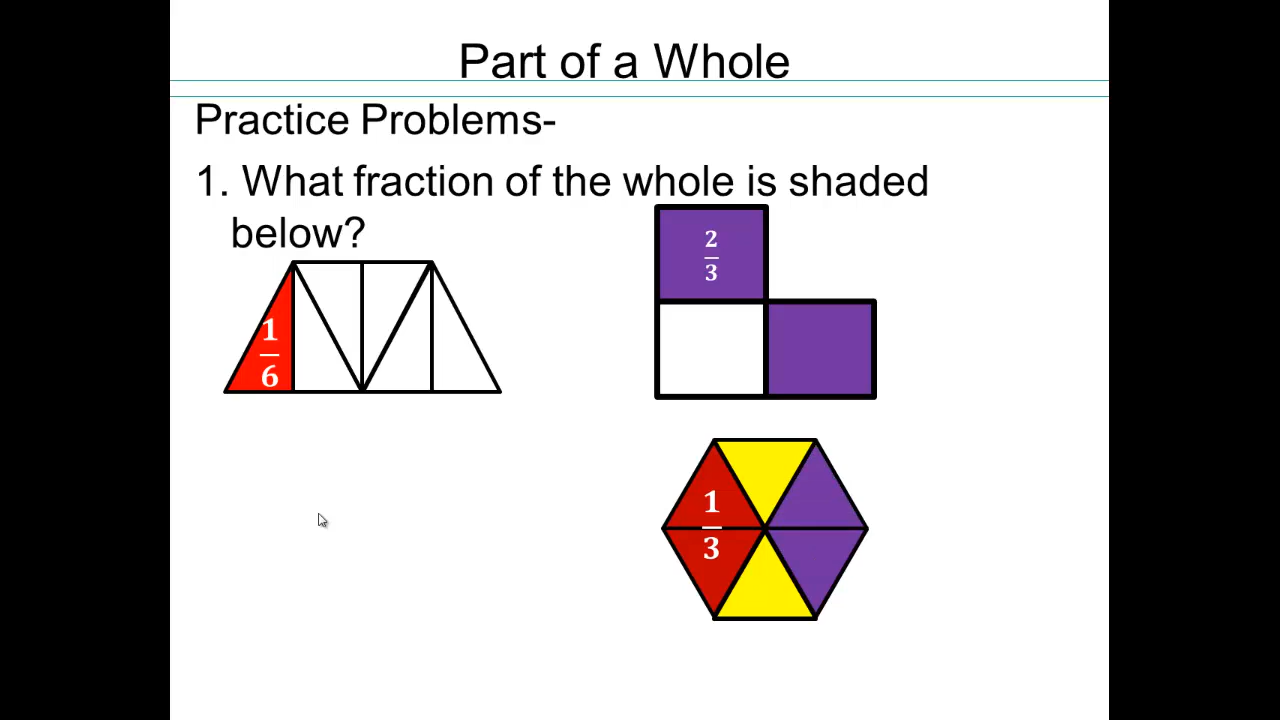 Part of a Whole
Practice Problems-
1. What fraction of the whole is shaded
below?
2
3
1
6
1
3